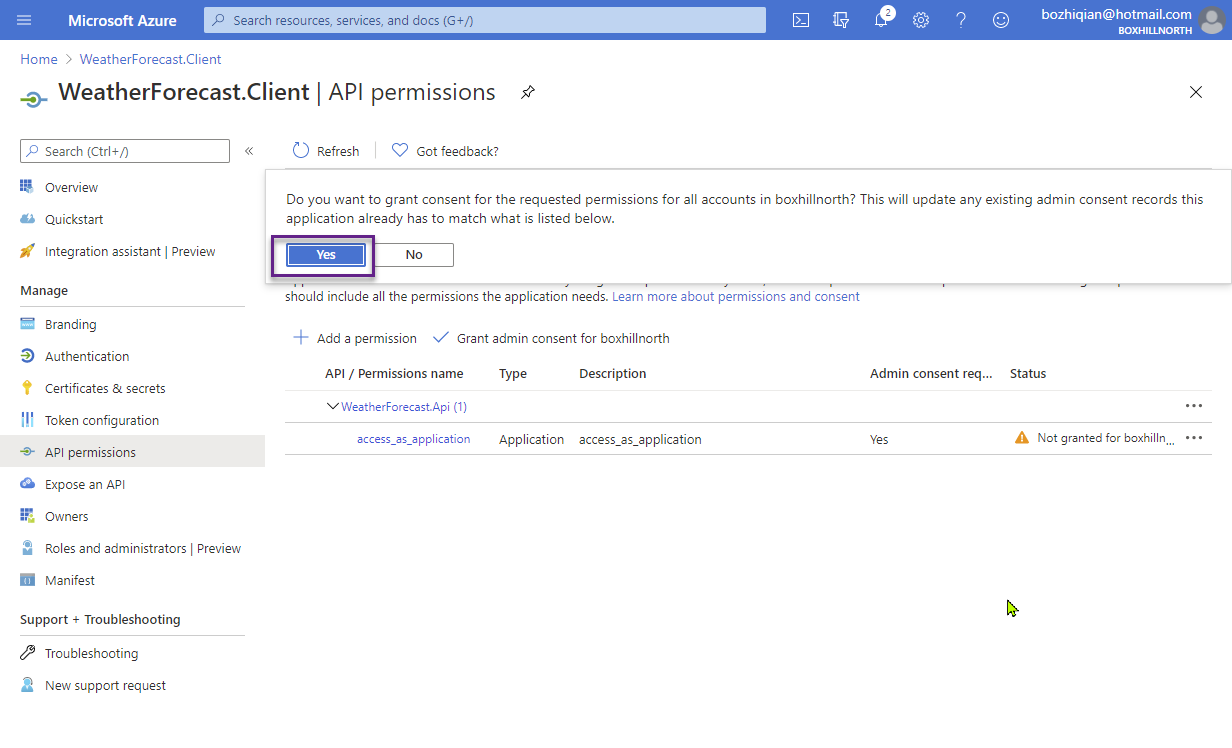 Microsoft Azure
Search resources, services, and docs (G+/)
2
bozhiqian@hotmail.com
BOXHILLNORTH
Home > WeatherForecast.Client
WeatherForecast.Client | API permissions
Search (Ctrl+/)
«
Refresh
Got feedback?
Overview
Quickstart
Integration assistant | Preview
Manage
Branding
Authentication
Certificates & secrets
Token configuration
API permissions
Expose an API
Owners
Roles and administrators | Preview
Manifest
Support + Troubleshooting
Troubleshooting
New support request
Do you want to grant consent for the requested permissions for all accounts in boxhillnorth? This will update any existing admin consent records this
application already has to match what is listed below.
Yes
No
should include all the permissions the application needs. Learn more about permissions and consent
Add a permission
Grant admin consent for boxhillnorth
API / Permissions name Type Description Admin consent req... Status
WeatherForecast.Api (1)
access_as_application Application access_as_application Yes Not granted for boxhilln...